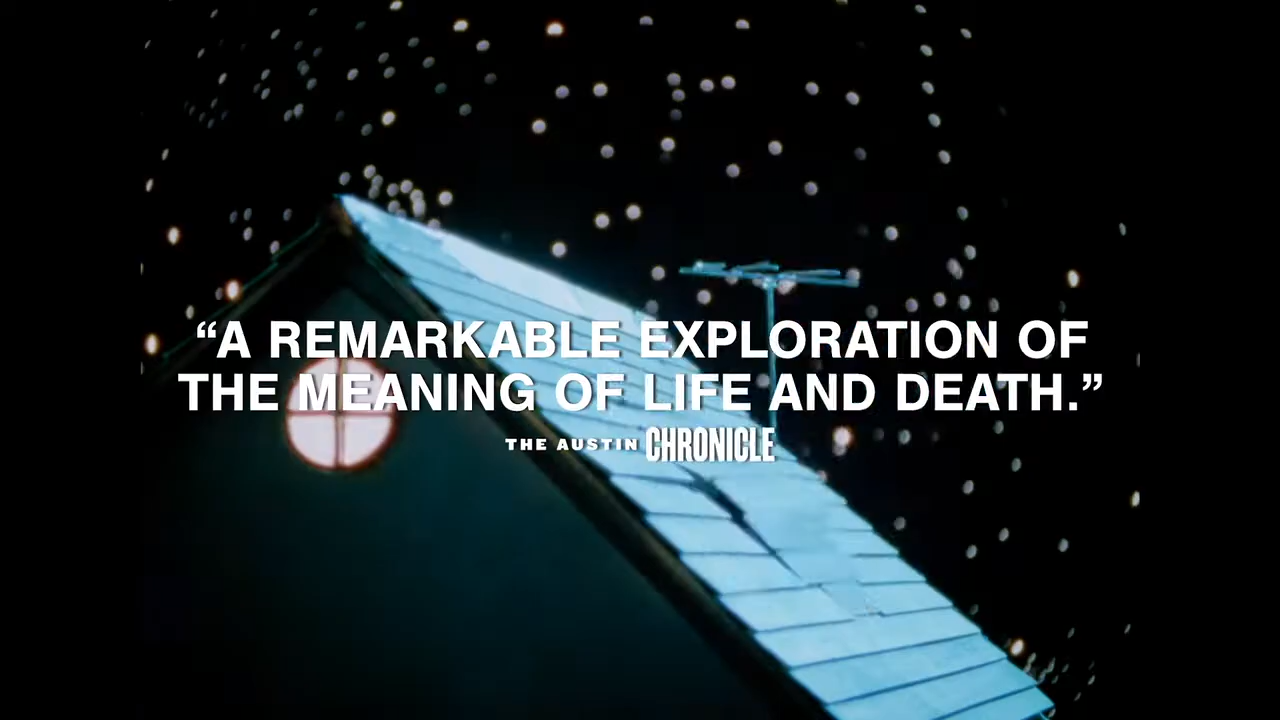 “A REMARKABLE EXPLORATION OF
THE MEANING OF LIFE AND DEATH.”
THE AUSTIN CHRONICLE